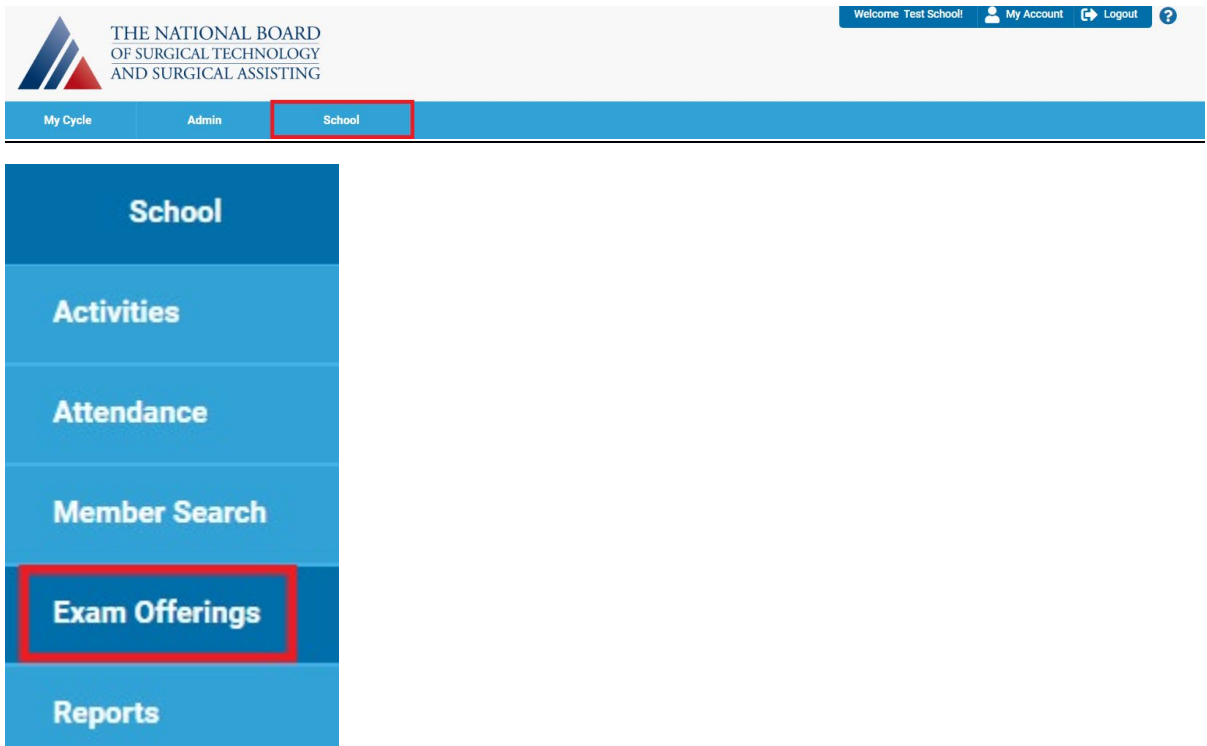 THE NATIONAL BOARD
OF SURGICAL TECHNOLOGY
AND SURGICAL ASSISTING
Welcome Test School! My Account Logout ?
My Cycle Admin School
School
Activities
Attendance
Member Search
Exam Offerings
Reports